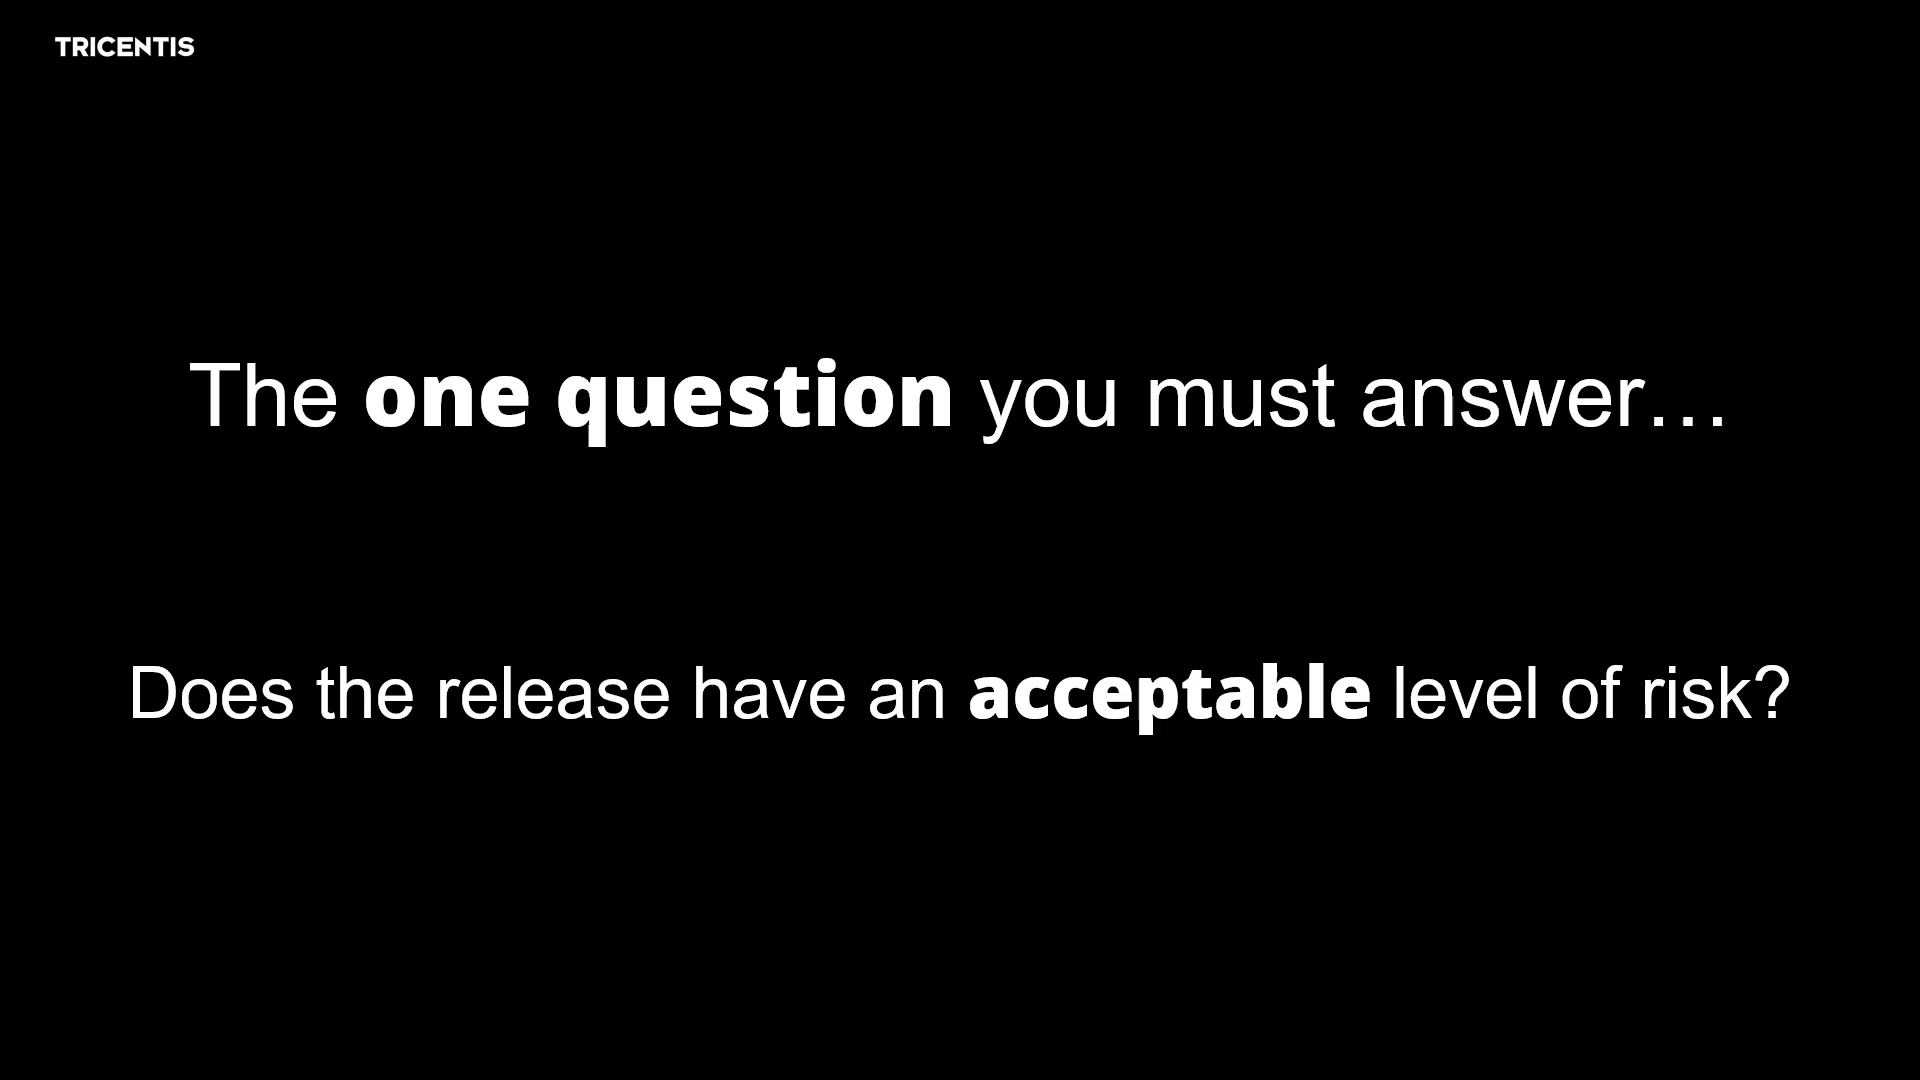 TRICENTIS
The one question you must answer…
Does the release have an acceptable level of risk?